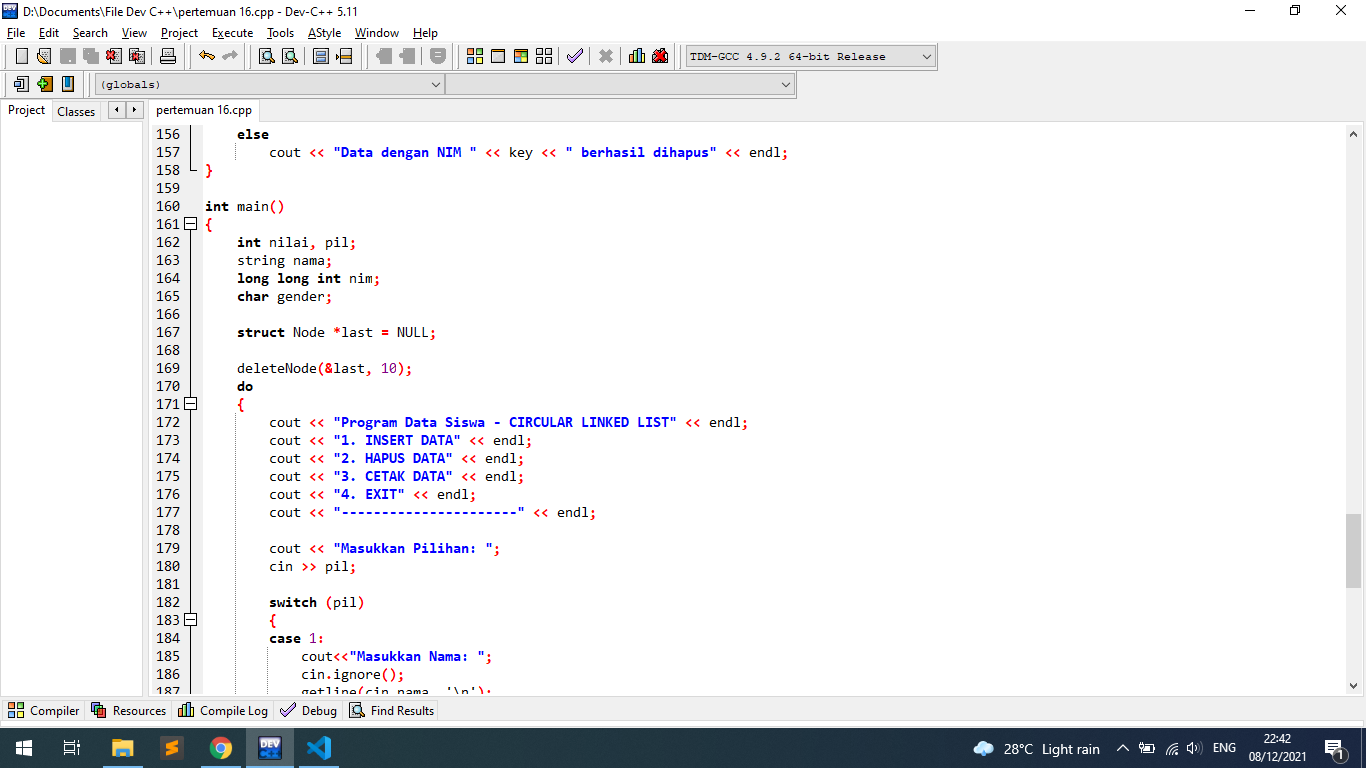 D:\Documents\File Dev C++\pertemuan 16.cpp - Dev-C++ 5.11
File Edit Search View Project Execute Tools AStyle Window Help
TDM-GCC 4.9.2 64-bit Release
(globals)
Project Classes pertemuan 16.cpp
156 else
157 cout << "Data dengan NIM " << key << " berhasil dihapus" << endl;
158 }
159
160 int main()
161 {
162 int nilai, pil;
163 string nama;
164 long long int nim;
165 char gender;
166
167 struct Node *last = NULL;
168
169 deleteNode(&last, 10);
170 do
171 {
172 cout << "Program Data Siswa - CIRCULAR LINKED LIST" << endl;
173 cout << "1. INSERT DATA" << endl;
174 cout << "2. HAPUS DATA" << endl;
175 cout << "3. CETAK DATA" << endl;
176 cout << "4. EXIT" << endl;
177 cout << "----------------------" << endl;
178
179 cout << "Masukkan Pilihan: ";
180 cin >> pil;
181
182 switch (pil)
183 {
184 case 1:
185 cout<<"Masukkan Nama: ";
186 cin.ignore();
187 getline(cin,nama, '\n');
Compiler Resources Compile Log Debug Find Results
DEV 28°C Light rain ENG 22:42
08/12/2021 1